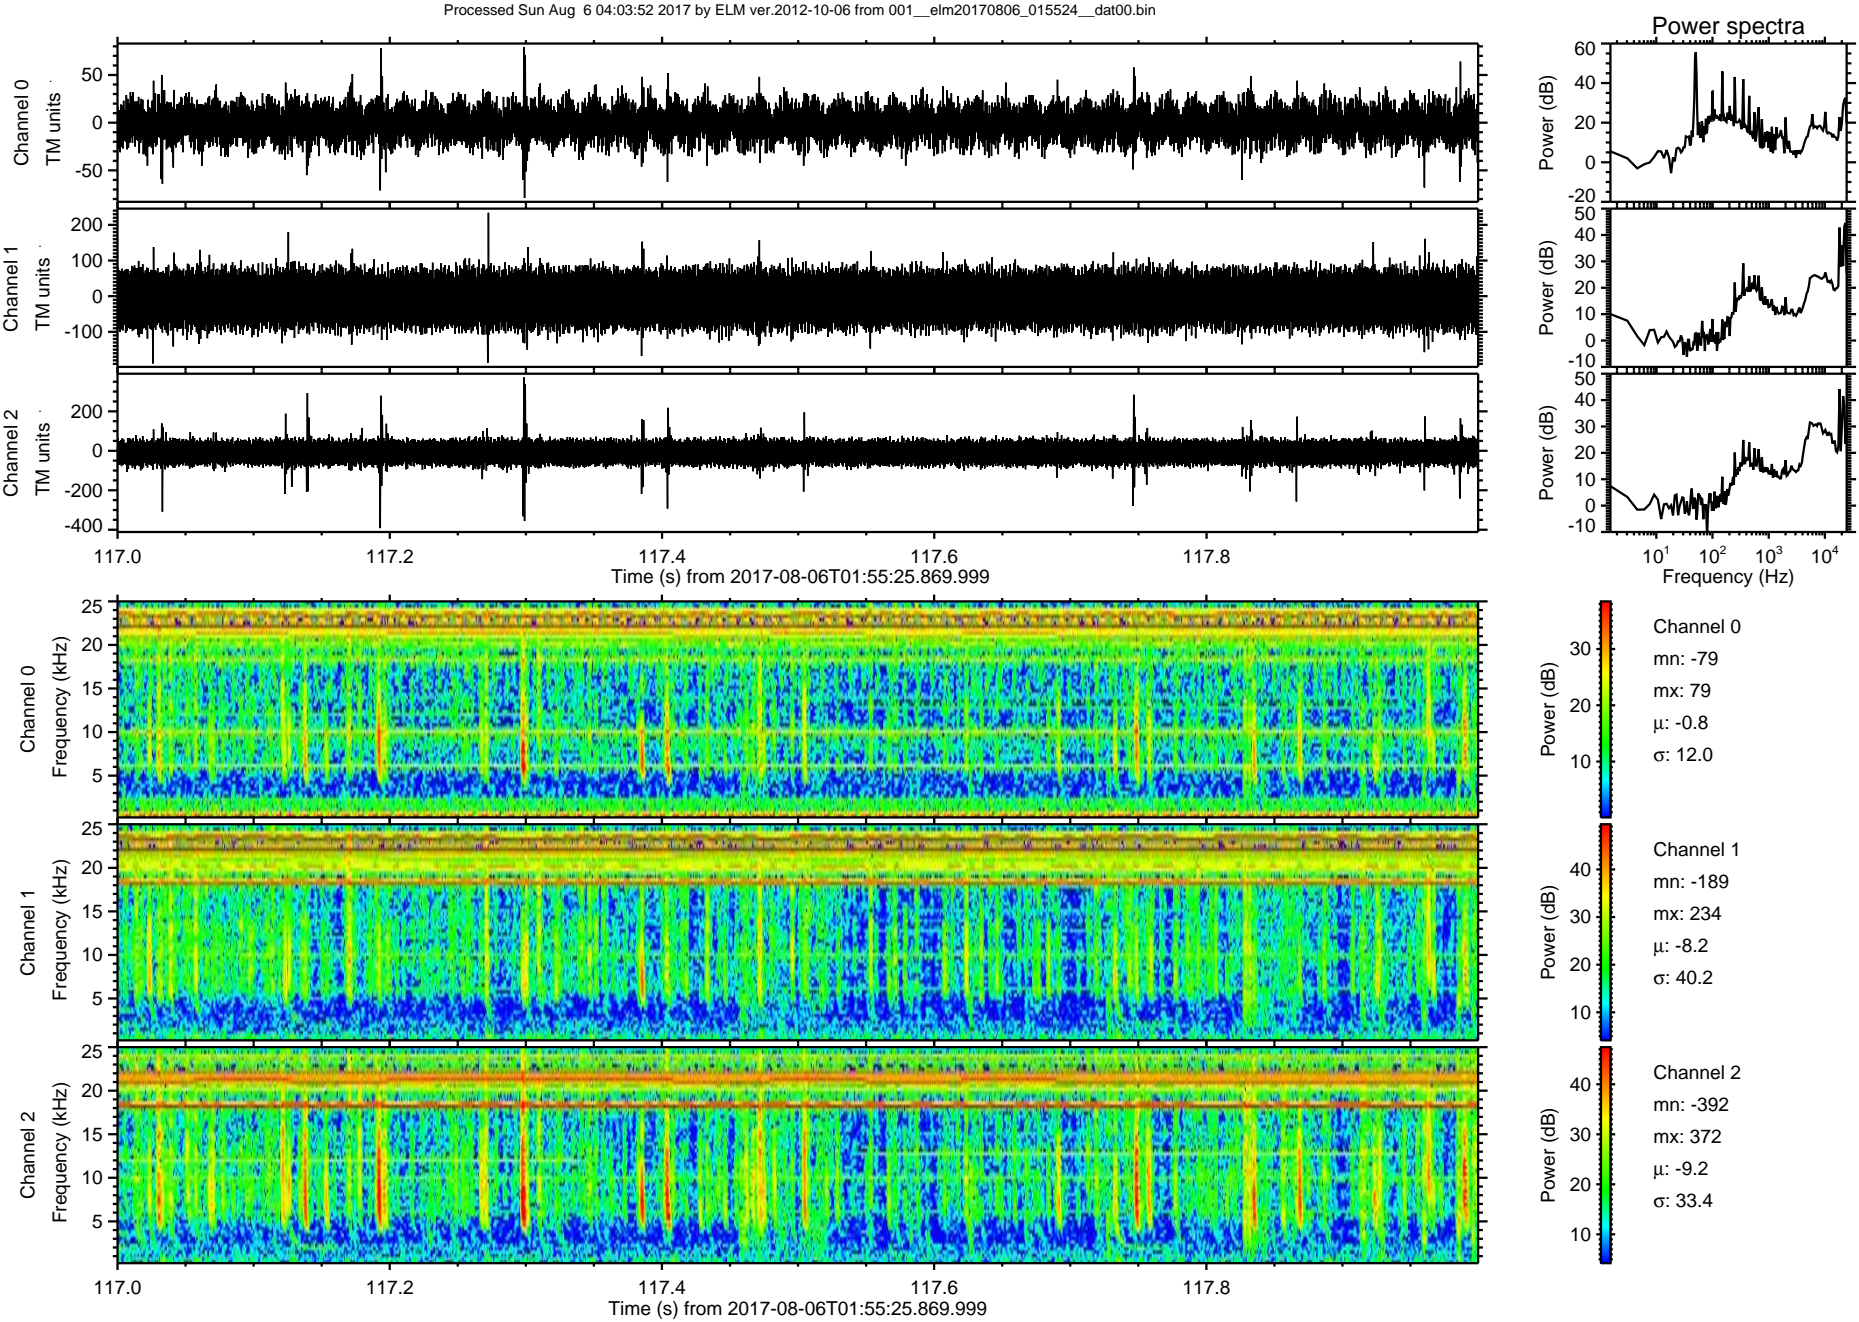 Processed Sun Aug  6 04:03:52 2017 by ELM ver.2012-10-06 from 001__elm20170806_015524__dat00.bin
Power spectra
Channel 0
TM units
50
0
-50
Power (dB)
60
40
20
0
-20
Channel 1
TM units
200
100
0
-100
Power (dB)
50
40
30
20
10
0
-10
Channel 2
TM units
200
0
-200
-400
Power (dB)
50
40
30
20
10
0
-10
117.0 117.2 117.4 117.6 117.8
Time (s) from 2017-08-06T01:55:25.869.999
10¹ 10² 10³ 10⁴
Frequency (Hz)
Channel 0
Frequency (kHz)
25
20
15
10
5
Power (dB)
30
20
10
Channel 0
mn: -79
mx: 79
μ: -0.8
σ: 12.0
Channel 1
Frequency (kHz)
25
20
15
10
5
Power (dB)
40
30
20
10
Channel 1
mn: -189
mx: 234
μ: -8.2
σ: 40.2
Channel 2
Frequency (kHz)
25
20
15
10
5
Power (dB)
40
30
20
10
Channel 2
mn: -392
mx: 372
μ: -9.2
σ: 33.4
117.0 117.2 117.4 117.6 117.8
Time (s) from 2017-08-06T01:55:25.869.999